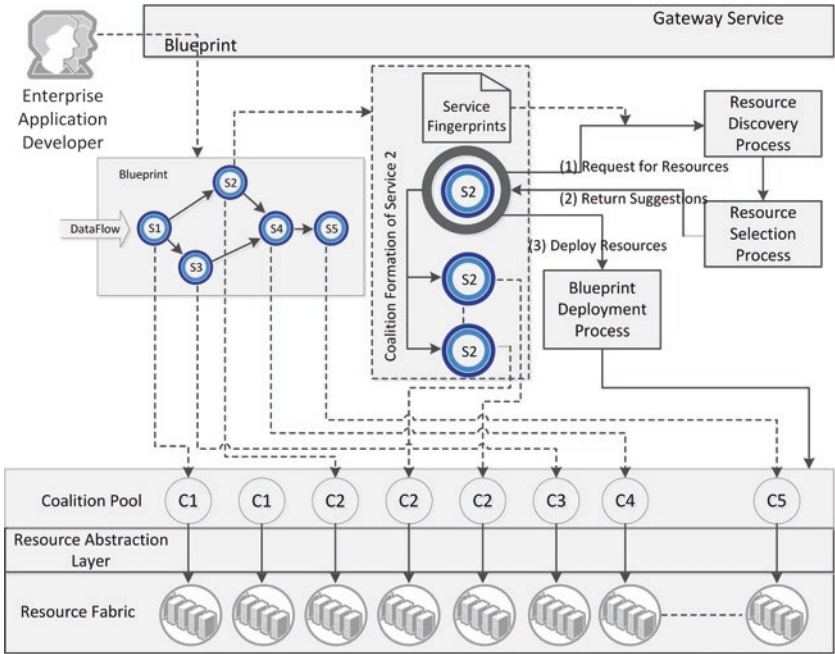 Gateway Service
Blueprint
Enterprise
Application
Developer
Blueprint
DataFlow
S1
S2
S3
S4
S5
Coalition Formation of Service 2
Service
Fingerprints
S2
S2
S2
(1) Request for Resources
(2) Return Suggestions
(3) Deploy Resources
Resource
Discovery
Process
Resource
Selection
Process
Blueprint
Deployment
Process
Coalition Pool
C1
C1
C2
C2
C2
C3
C4
C5
Resource Abstraction
Layer
Resource Fabric